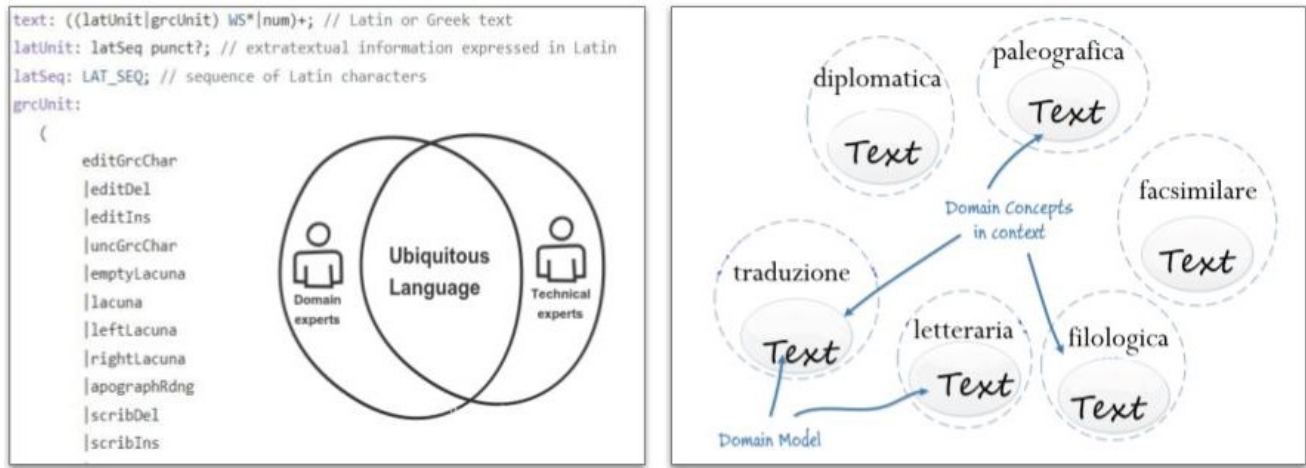 text: ((latUnit|grcUnit) WS*|num)+; // Latin or Greek text
latUnit: latSeq punct?; // extratextual information expressed in Latin
latSeq: LAT_SEQ; // sequence of Latin characters
grcUnit:
(
editGrcChar
|editDel
|editIns
|uncGrcChar
|emptyLacuna
|lacuna
|leftLacuna
|rightLacuna
|apographRdng
|scribDel
|scribIns
Domain
experts
Ubiquitous
Language
Technical
experts
diplomatica
Text
paleografica
Text
facsimilare
Text
Domain Concepts
in context
traduzione
Text
letteraria
Text
filologica
Text
Domain Model